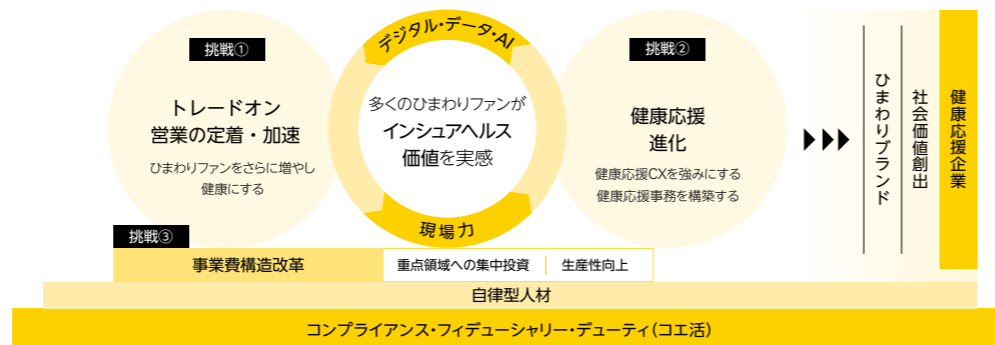 挑戦①
トレードオン
営業の定着・加速
ひまわりファンをさらに増やし
健康にする
デジタル・データ・AI
多くのひまわりファンが
インシュアヘルス
価値を実感
現場力
挑戦②
健康応援
進化
健康応援CXを強みにする
健康応援事務を構築する
ひまわりブランド
社会価値創出
健康応援企業
挑戦③
事業費構造改革
重点領域への集中投資
生産性向上
自律型人材
コンプライアンス・フィデューシャリー・デューティ(コエ活)